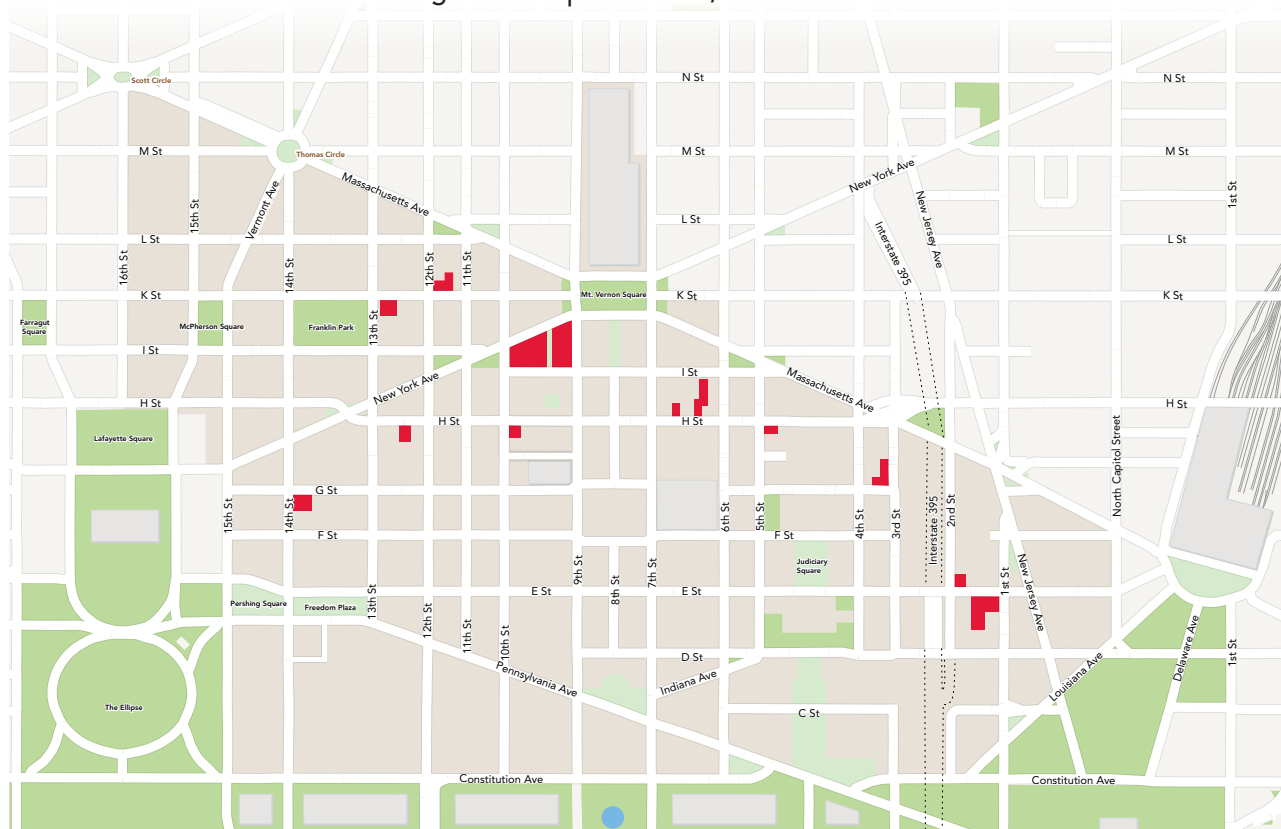 N St
N St
Scott Circle
M St
Thomas Circle
M St
M St
New York Ave
Massachusetts Ave
Vermont Ave
15th St
New Jersey Ave
1st St
L St
L St
L St
Interstate 395
16th St
14th St
12th St
11th St
K St
Mt. Vernon Square
K St
K St
Farragut
Square
McPherson Square
Franklin Park
13th St
I St
I St
New York Ave
Massachusetts Ave
H St
H St
H St
H St
Lafayette Square
North Capitol Street
G St
15th St
14th St
6th St
5th St
4th St
3rd St
Interstate 395
2nd St
F St
F St
Judiciary
Square
9th St
8th St
7th St
E St
E St
1st St
New Jersey Ave
Pershing Square
Freedom Plaza
13th St
12th St
11th St
10th St
D St
Pennsylvania Ave
Indiana Ave
Louisiana Ave
Delaware Ave
1st St
The Ellipse
C St
Constitution Ave
Constitution Ave